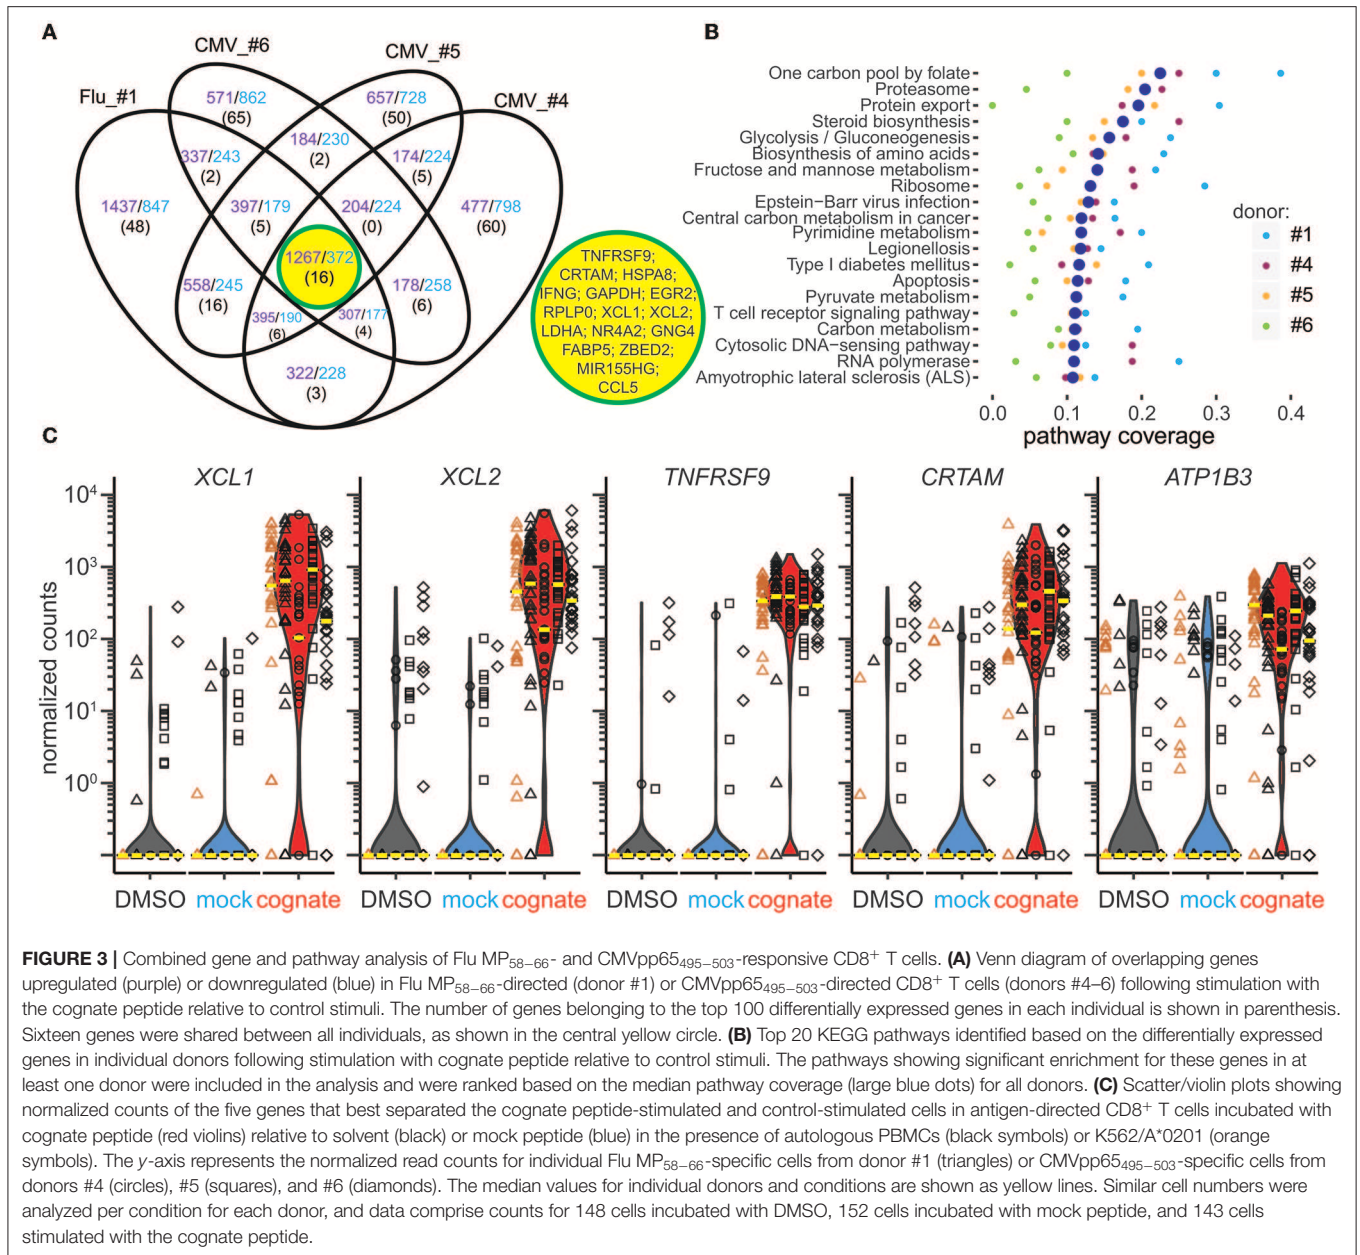 A
CMV_#6
CMV_#5
Flu_#1
CMV_#4
571/862
(65)
657/728
(50)
184/230
(2)
337/243
(2)
174/224
(5)
1437/847
(48)
397/179
(5)
204/224
(0)
477/798
(60)
1267/372
(16)
558/245
(16)
178/258
(6)
395/190
(6)
307/177
(4)
322/228
(3)
TNFRSF9;
CRTAM; HSPA8;
IFNG; GAPDH; EGR2;
RPLP0; XCL1; XCL2;
LDHA; NR4A2; GNG4
FABP5; ZBED2;
MIR155HG;
CCL5
B
One carbon pool by folate
Proteasome
Protein export
Steroid biosynthesis
Glycolysis / Gluconeogenesis
Biosynthesis of amino acids
Fructose and mannose metabolism
Ribosome
Epstein−Barr virus infection
Central carbon metabolism in cancer
Pyrimidine metabolism
Legionellosis
Type I diabetes mellitus
Apoptosis
Pyruvate metabolism
T cell receptor signaling pathway
Carbon metabolism
Cytosolic DNA−sensing pathway
RNA polymerase
Amyotrophic lateral sclerosis (ALS)
0.0 0.1 0.2 0.3 0.4
pathway coverage
donor:
#1
#4
#5
#6
C
XCL1 XCL2 TNFRSF9 CRTAM ATP1B3
normalized counts
10⁴
10³
10²
10¹
10⁰
DMSO mock cognate DMSO mock cognate DMSO mock cognate DMSO mock cognate DMSO mock cognate
FIGURE 3 | Combined gene and pathway analysis of Flu MP₅₈₋₆₆- and CMVpp65₄₉₅₋₅₀₃-responsive CD8⁺ T cells. (A) Venn diagram of overlapping genes
upregulated (purple) or downregulated (blue) in Flu MP₅₈₋₆₆-directed (donor #1) or CMVpp65₄₉₅₋₅₀₃-directed CD8⁺ T cells (donors #4–6) following stimulation with
the cognate peptide relative to control stimuli. The number of genes belonging to the top 100 differentially expressed genes in each individual is shown in parenthesis.
Sixteen genes were shared between all individuals, as shown in the central yellow circle. (B) Top 20 KEGG pathways identified based on the differentially expressed
genes in individual donors following stimulation with cognate peptide relative to control stimuli. The pathways showing significant enrichment for these genes in at
least one donor were included in the analysis and were ranked based on the median pathway coverage (large blue dots) for all donors. (C) Scatter/violin plots showing
normalized counts of the five genes that best separated the cognate peptide-stimulated and control-stimulated cells in antigen-directed CD8⁺ T cells incubated with
cognate peptide (red violins) relative to solvent (black) or mock peptide (blue) in the presence of autologous PBMCs (black symbols) or K562/A*0201 (orange
symbols). The y-axis represents the normalized read counts for individual Flu MP₅₈₋₆₆-specific cells from donor #1 (triangles) or CMVpp65₄₉₅₋₅₀₃-specific cells from
donors #4 (circles), #5 (squares), and #6 (diamonds). The median values for individual donors and conditions are shown as yellow lines. Similar cell numbers were
analyzed per condition for each donor, and data comprise counts for 148 cells incubated with DMSO, 152 cells incubated with mock peptide, and 143 cells
stimulated with the cognate peptide.